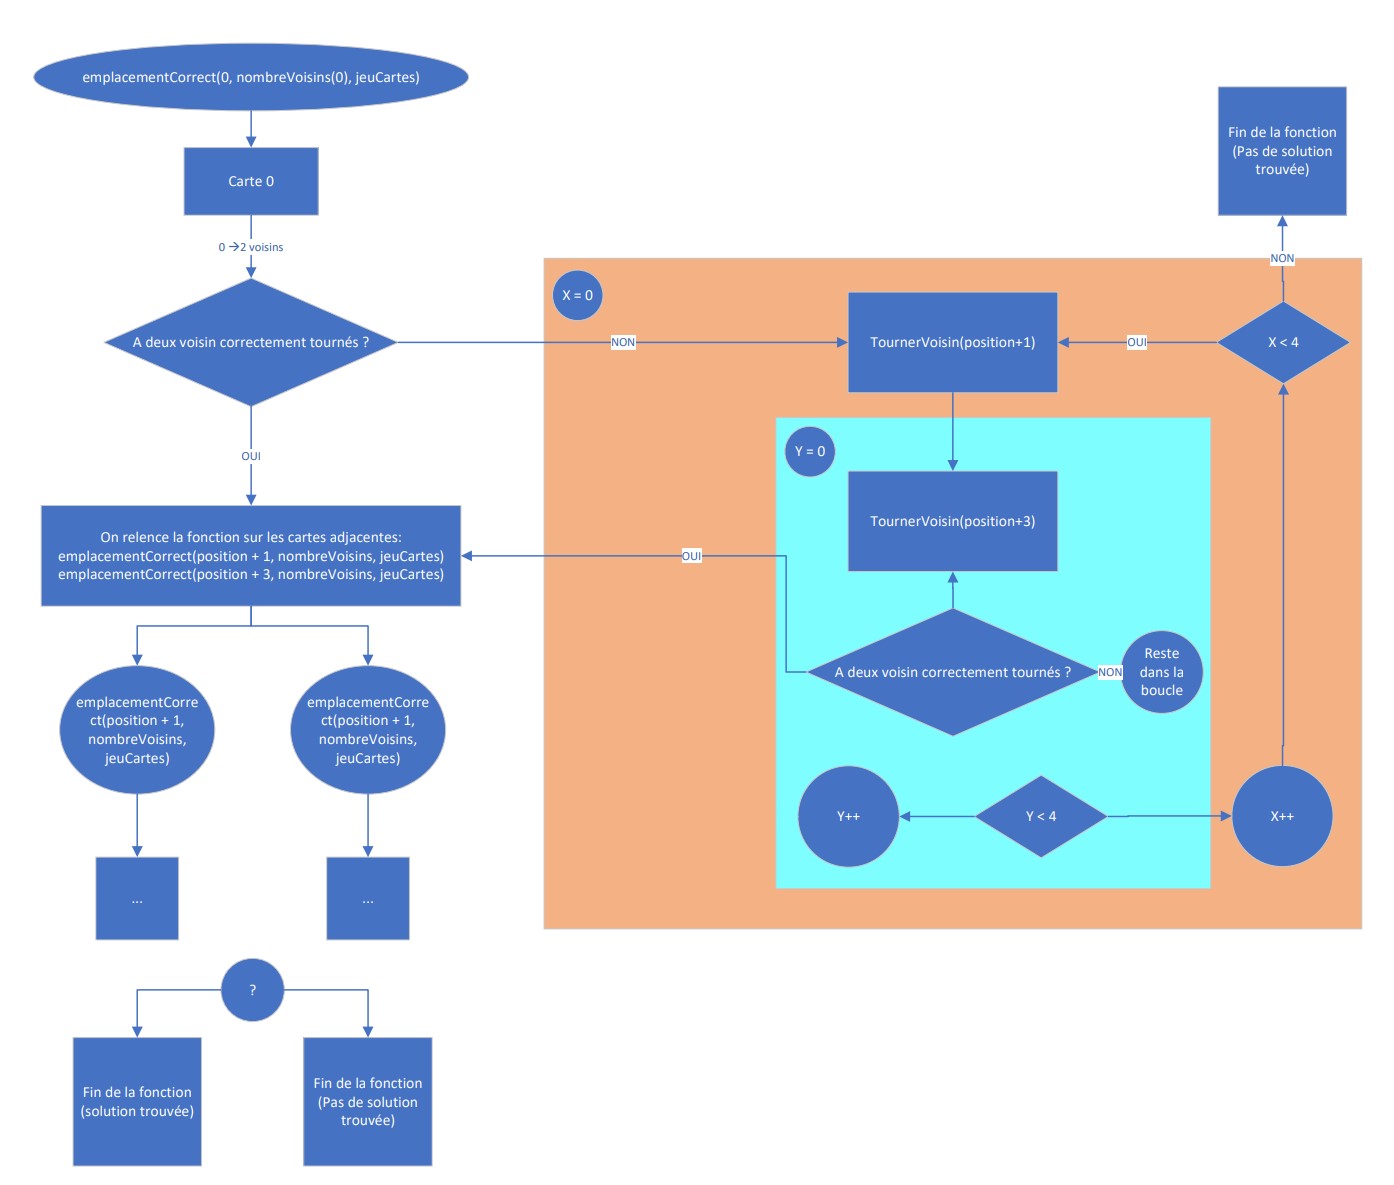 emplacementCorrect(0, nombreVoisins(0), jeuCartes)
Carte 0
0 →2 voisins
A deux voisin correctement tournés ?
NON
OUI
On relence la fonction sur les cartes adjacentes:
emplacementCorrect(position + 1, nombreVoisins, jeuCartes)
emplacementCorrect(position + 3, nombreVoisins, jeuCartes)
emplacementCorre
ct(position + 1,
nombreVoisins,
jeuCartes)
emplacementCorre
ct(position + 1,
nombreVoisins,
jeuCartes)
...
...
?
Fin de la fonction
(solution trouvée)
Fin de la fonction
(Pas de solution
trouvée)
X = 0
TournerVoisin(position+1)
OUI
X < 4
NON
Fin de la fonction
(Pas de solution
trouvée)
Y = 0
TournerVoisin(position+3)
OUI
A deux voisin correctement tournés ?
NON
Reste
dans la
boucle
Y++
Y < 4
X++